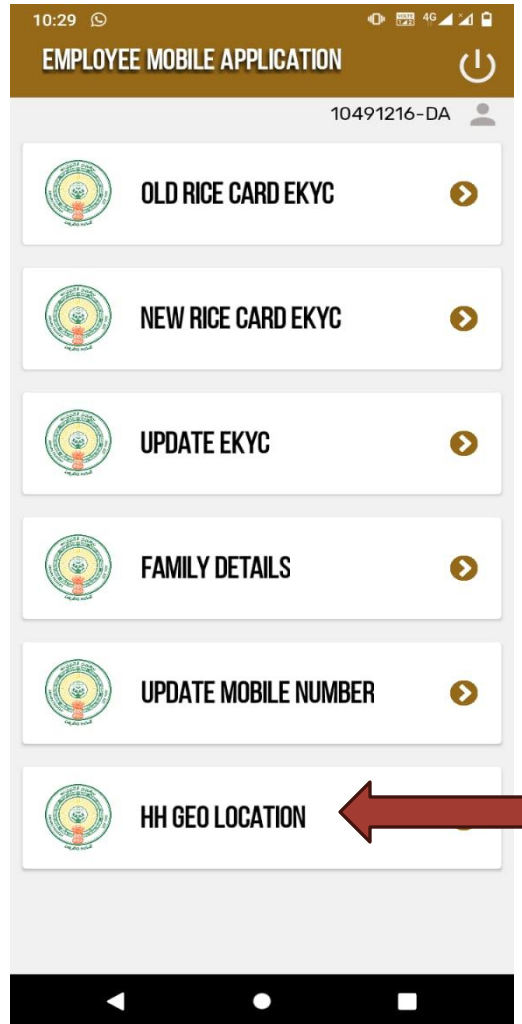 10:29 4G
EMPLOYEE MOBILE APPLICATION
10491216-DA
OLD RICE CARD EKYC
NEW RICE CARD EKYC
UPDATE EKYC
FAMILY DETAILS
UPDATE MOBILE NUMBER
HH GEO LOCATION